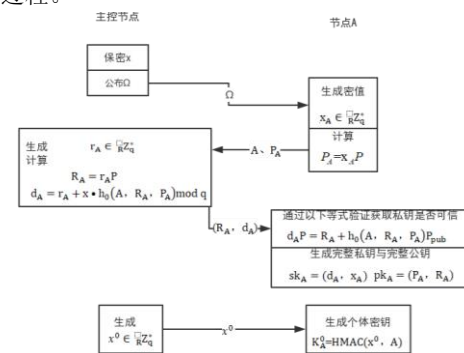 过程。
主控节点
节点A
保密x
公布Ω
Ω
生成密值
x_A ∈ _R Z_q^*
计算
P_A=x_A P
A、P_A
生成
计算
r_A ∈ _R Z_q^*
R_A = r_A P
d_A = r_A + x • h_0(A, R_A, P_A)mod q
(R_A, d_A)
通过以下等式验证获取私钥是否可信
d_A P = R_A + h_0(A, R_A, P_A)P_pub
生成完整私钥与完整公钥
sk_A = (d_A, x_A) pk_A = (P_A, R_A)
生成
x^0 ∈ _R Z_q^*
x^0
生成个体密钥
K_A^0=HMAC(x^0, A)